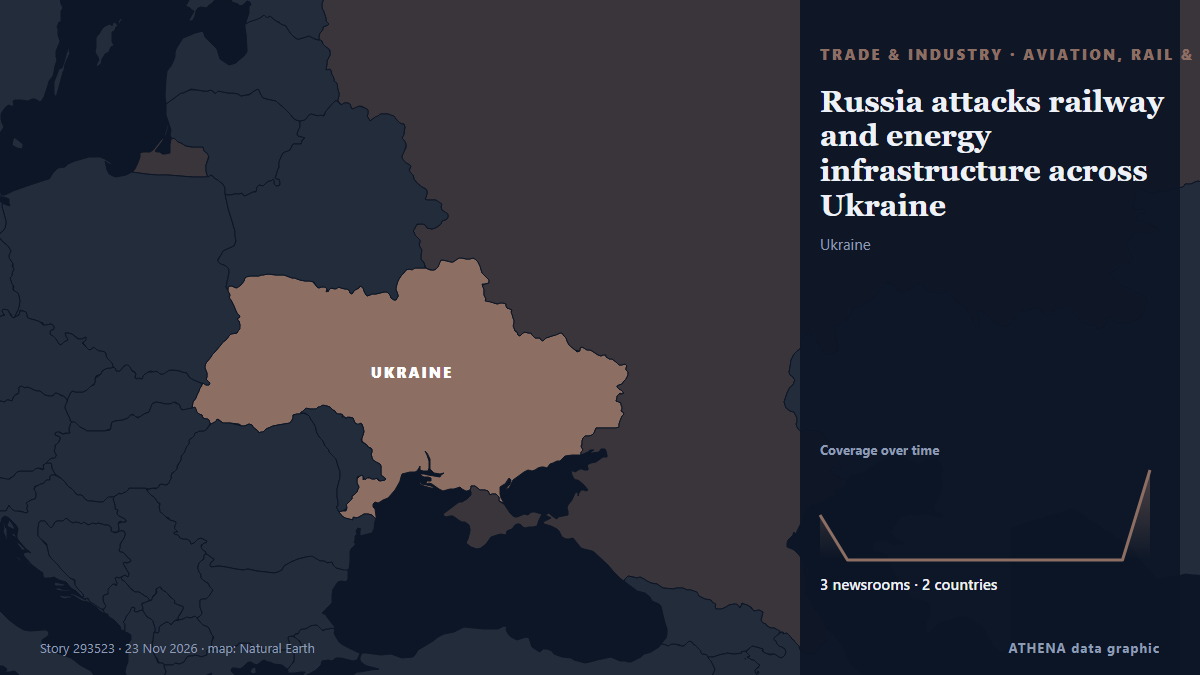 TRADE & INDUSTRY · AVIATION, RAIL &
Russia attacks railway
and energy
infrastructure across
Ukraine
Ukraine
UKRAINE
Coverage over time
3 newsrooms · 2 countries
Story 293523 · 23 Nov 2026 · map: Natural Earth
ATHENA data graphic